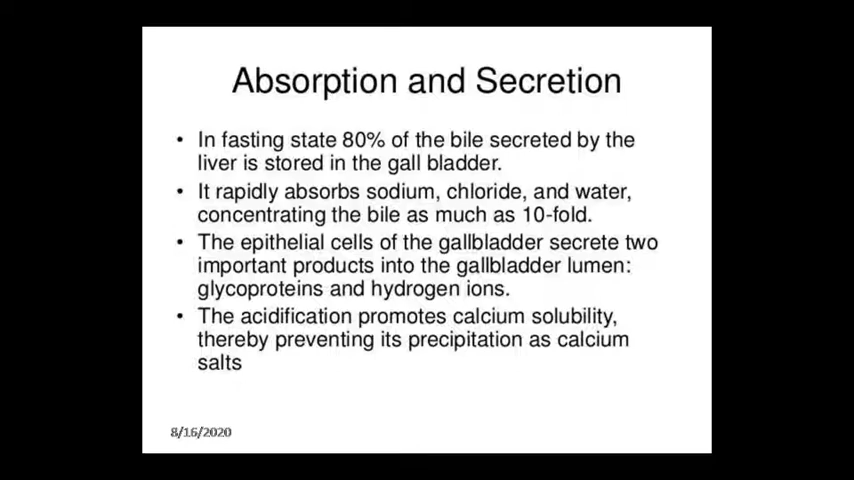 Absorption and Secretion
• In fasting state 80% of the bile secreted by the
liver is stored in the gall bladder.
• It rapidly absorbs sodium, chloride, and water,
concentrating the bile as much as 10-fold.
• The epithelial cells of the gallbladder secrete two
important products into the gallbladder lumen:
glycoproteins and hydrogen ions.
• The acidification promotes calcium solubility,
thereby preventing its precipitation as calcium
salts
8/16/2020